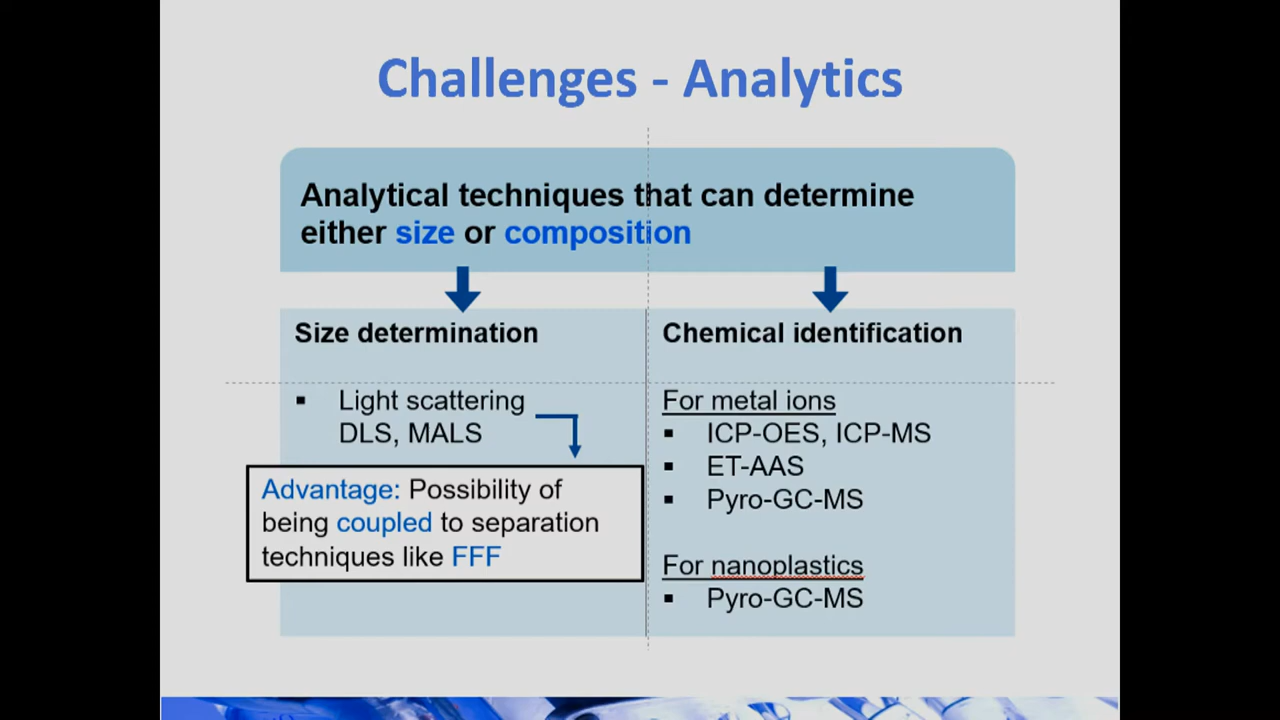 Challenges - Analytics
Analytical techniques that can determine
either size or composition
Size determination
▪ Light scattering
DLS, MALS
Advantage: Possibility of
being coupled to separation
techniques like FFF
Chemical identification
For metal ions
▪ ICP-OES, ICP-MS
▪ ET-AAS
▪ Pyro-GC-MS
For nanoplastics
▪ Pyro-GC-MS